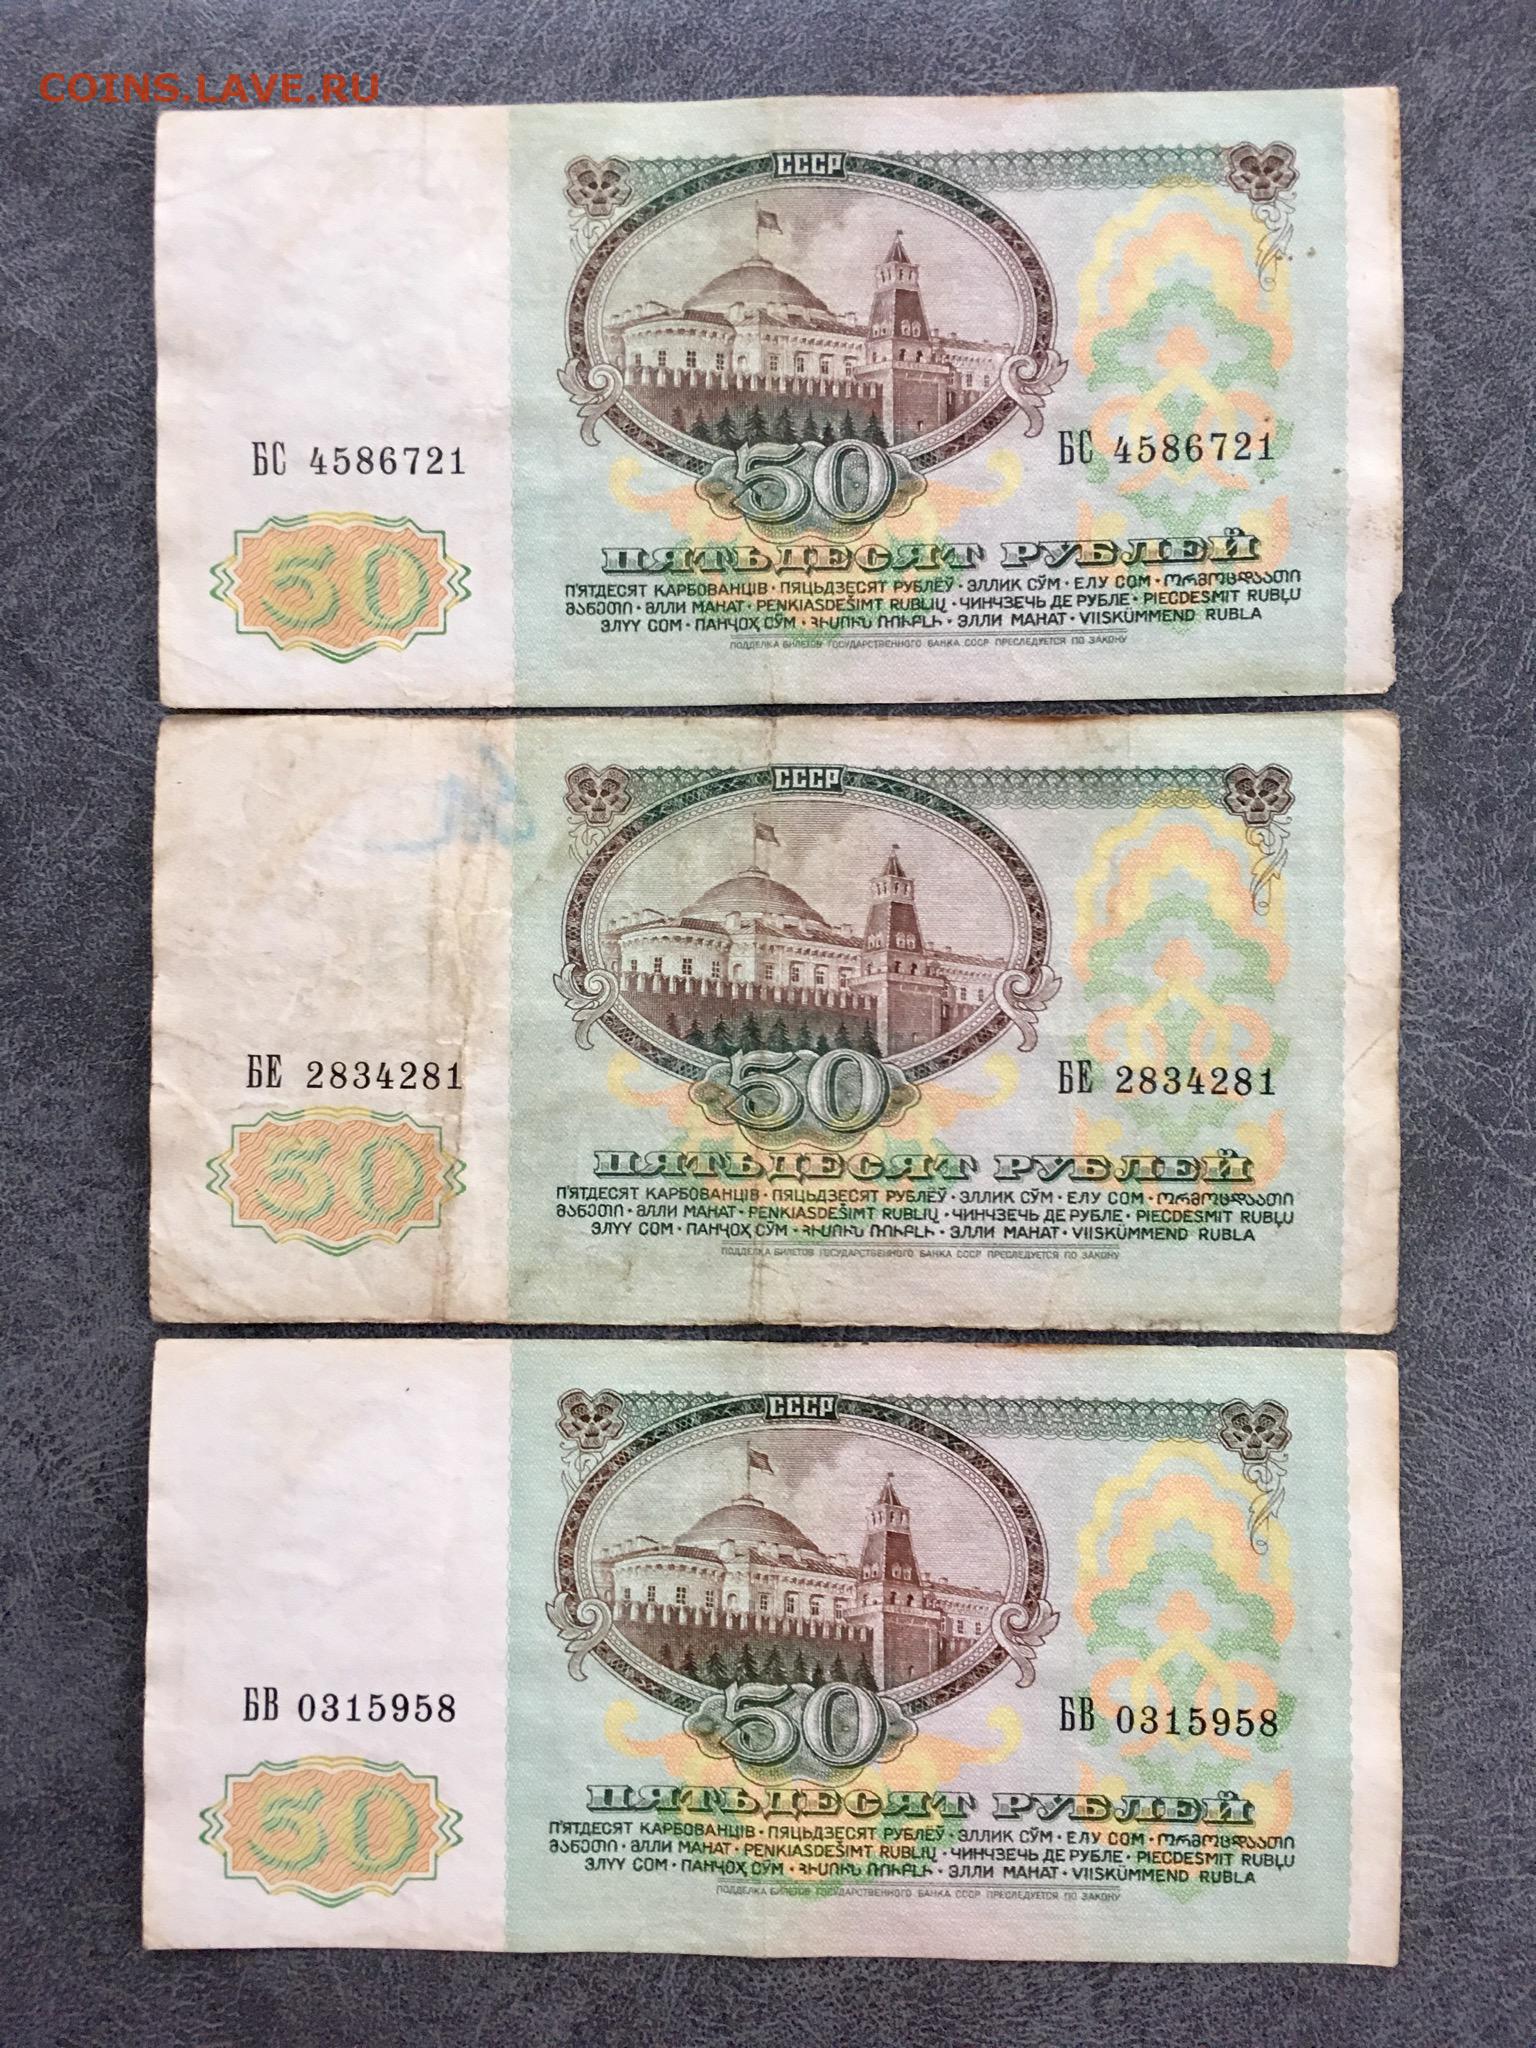 COINS.LAVE.RU
СССР
БС 4586721
БС 4586721
50
50
ПЯТЬДЕСЯТ РУБЛЕЙ
П'ЯТДЕСЯТ КАРБОВАНЦІВ · ПЯЦЬДЗЕСЯТ РУБЛЁЎ · ЭЛЛИК СЎМ · ЕЛУ СОМ · ᲝᲠᲛᲝᲪᲓᲐᲐᲗᲘ
ᲛᲐᲜᲔᲗᲘ · ӘЛЛИ МАНАТ · PENKIASDEŠIMT RUBLIŲ · ЧИНЧЗЕЧЬ ДЕ РУБЛЕ · PIECDESMIT RUBĻU
ЭЛҮҮ СОМ · ПАНҶОҲ СЎМ · ՀԻՍՈՒՆ ՌՈՒԲԼԻ · ЭЛЛИ МАНАТ · VIISKÜMMEND RUBLA
ПОДДЕЛКА БИЛЕТОВ ГОСУДАРСТВЕННОГО БАНКА СССР ПРЕСЛЕДУЕТСЯ ПО ЗАКОНУ
СССР
БЕ 2834281
БЕ 2834281
50
50
ПЯТЬДЕСЯТ РУБЛЕЙ
П'ЯТДЕСЯТ КАРБОВАНЦІВ · ПЯЦЬДЗЕСЯТ РУБЛЁЎ · ЭЛЛИК СЎМ · ЕЛУ СОМ · ᲝᲠᲛᲝᲪᲓᲐᲐᲗᲘ
ᲛᲐᲜᲔᲗᲘ · ӘЛЛИ МАНАТ · PENKIASDEŠIMT RUBLIŲ · ЧИНЧЗЕЧЬ ДЕ РУБЛЕ · PIECDESMIT RUBĻU
ЭЛҮҮ СОМ · ПАНҶОҲ СЎМ · ՀԻՍՈՒՆ ՌՈՒԲԼԻ · ЭЛЛИ МАНАТ · VIISKÜMMEND RUBLA
ПОДДЕЛКА БИЛЕТОВ ГОСУДАРСТВЕННОГО БАНКА СССР ПРЕСЛЕДУЕТСЯ ПО ЗАКОНУ
СССР
БВ 0315958
БВ 0315958
50
50
ПЯТЬДЕСЯТ РУБЛЕЙ
П'ЯТДЕСЯТ КАРБОВАНЦІВ · ПЯЦЬДЗЕСЯТ РУБЛЁЎ · ЭЛЛИК СЎМ · ЕЛУ СОМ · ᲝᲠᲛᲝᲪᲓᲐᲐᲗᲘ
ᲛᲐᲜᲔᲗᲘ · ӘЛЛИ МАНАТ · PENKIASDEŠIMT RUBLIŲ · ЧИНЧЗЕЧЬ ДЕ РУБЛЕ · PIECDESMIT RUBĻU
ЭЛҮҮ СОМ · ПАНҶОҲ СЎМ · ՀԻՍՈՒՆ ՌՈՒԲԼԻ · ЭЛЛИ МАНАТ · VIISKÜMMEND RUBLA
ПОДДЕЛКА БИЛЕТОВ ГОСУДАРСТВЕННОГО БАНКА СССР ПРЕСЛЕДУЕТСЯ ПО ЗАКОНУ